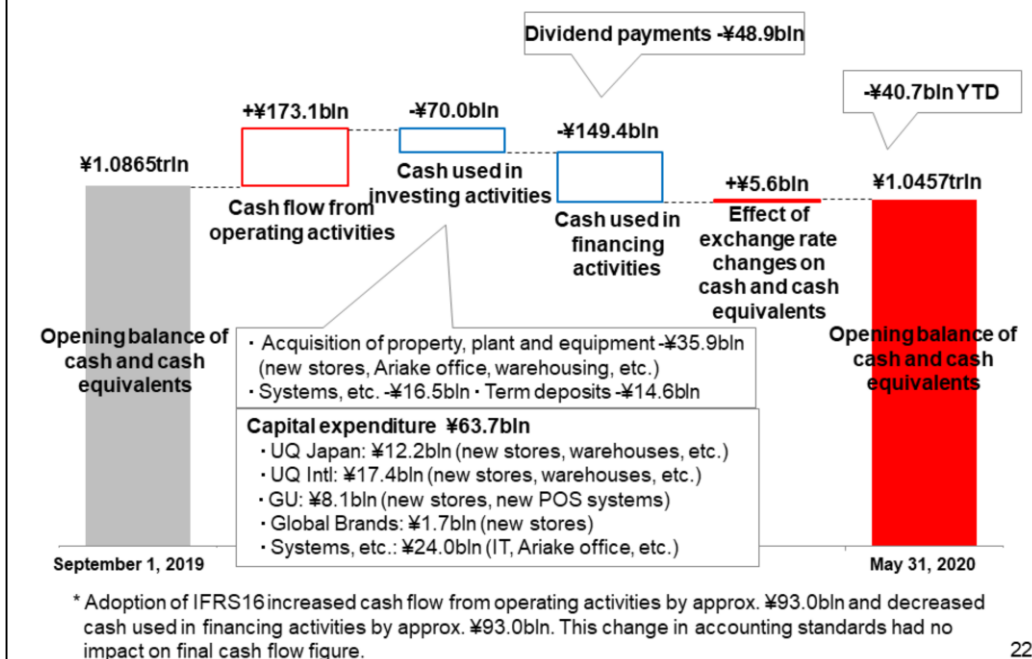 Dividend payments -¥48.9bln
-¥40.7bln YTD
+¥173.1bln
-¥70.0bln
-¥149.4bln
¥1.0865trln
+¥5.6bln
¥1.0457trln
Cash flow from
operating activities
Cash used in
investing activities
Cash used in
financing
activities
Effect of
exchange rate
changes on
cash and cash
equivalents
Opening balance of
cash and cash
equivalents
Opening balance of
cash and cash
equivalents
・Acquisition of property, plant and equipment -¥35.9bln
(new stores, Ariake office, warehousing, etc.)
・Systems, etc. -¥16.5bln・Term deposits -¥14.6bln
Capital expenditure ¥63.7bln
・UQ Japan: ¥12.2bln (new stores, warehouses, etc.)
・UQ Intl: ¥17.4bln (new stores, warehouses, etc.)
・GU: ¥8.1bln (new stores, new POS systems)
・Global Brands: ¥1.7bln (new stores)
・Systems, etc.: ¥24.0bln (IT, Ariake office, etc.)
September 1, 2019
May 31, 2020
* Adoption of IFRS16 increased cash flow from operating activities by approx. ¥93.0bln and decreased
cash used in financing activities by approx. ¥93.0bln. This change in accounting standards had no
impact on final cash flow figure.
22